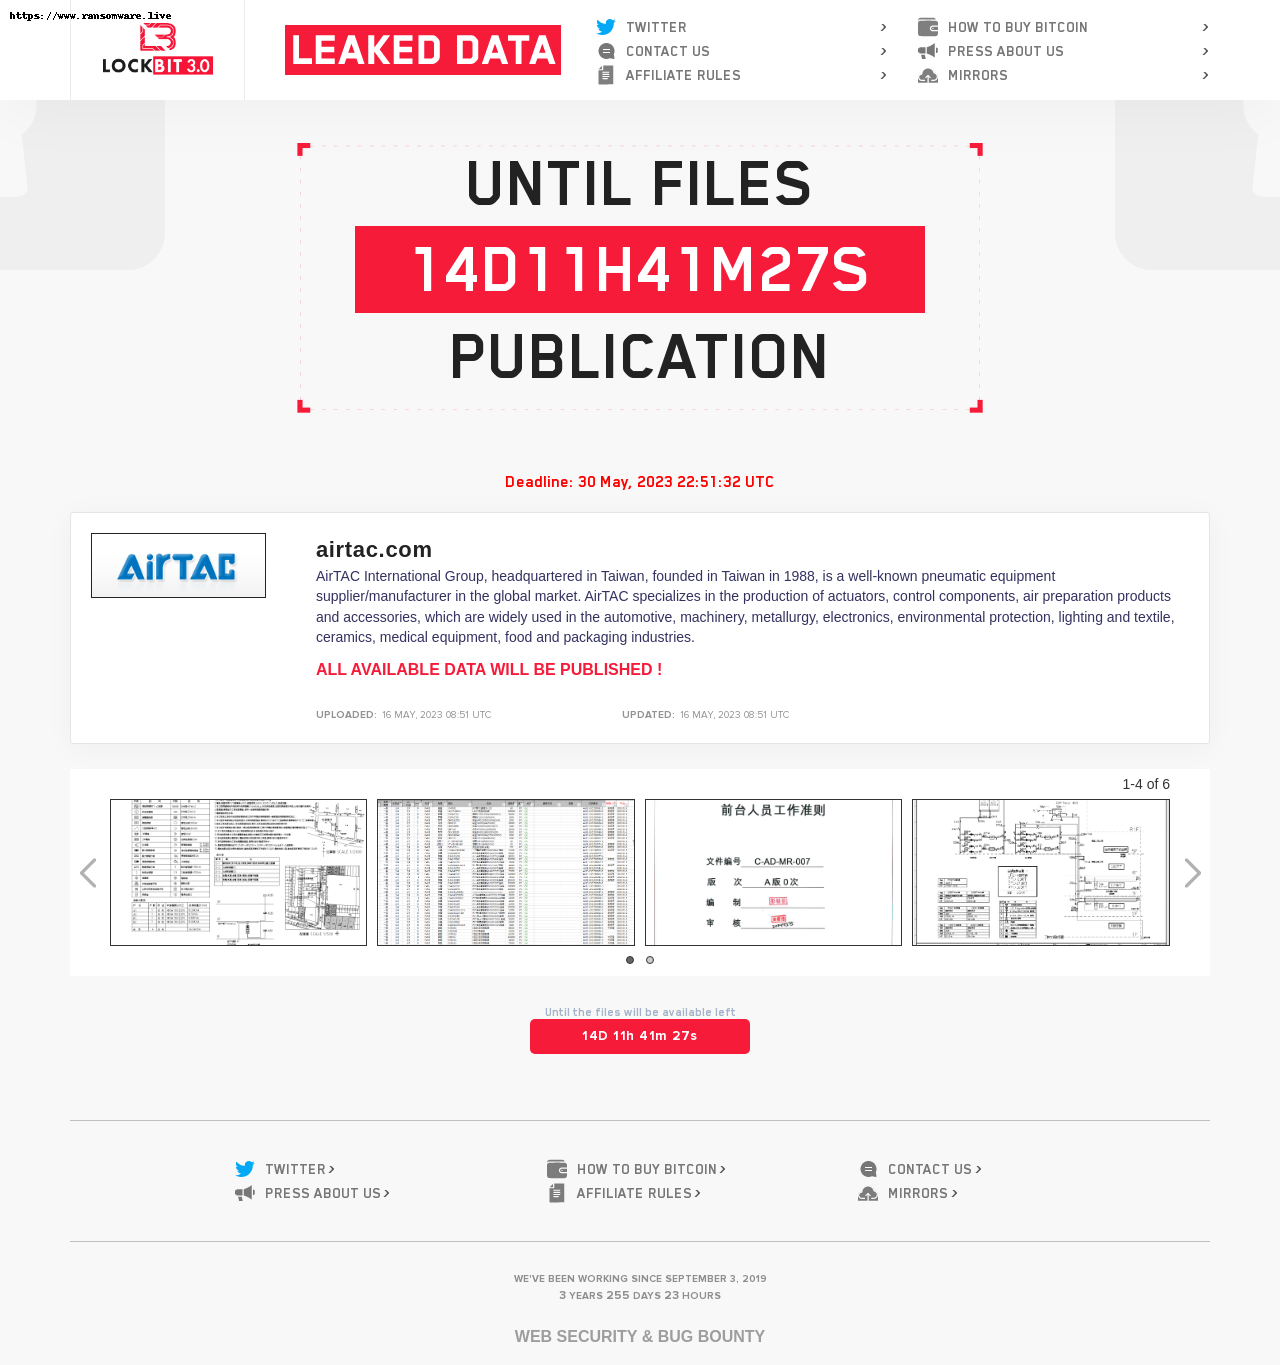 https://www.ransomware.live
LOCKBIT 3.0
LEAKED DATA
TWITTER
CONTACT US
AFFILIATE RULES
HOW TO BUY BITCOIN
PRESS ABOUT US
MIRRORS
UNTIL FILES
14D11H41M27S
PUBLICATION
Deadline: 30 May, 2023 22:51:32 UTC
AirTAC
airtac.com
AirTAC International Group, headquartered in Taiwan, founded in Taiwan in 1988, is a well-known pneumatic equipment
supplier/manufacturer in the global market. AirTAC specializes in the production of actuators, control components, air preparation products
and accessories, which are widely used in the automotive, machinery, metallurgy, electronics, environmental protection, lighting and textile,
ceramics, medical equipment, food and packaging industries.
ALL AVAILABLE DATA WILL BE PUBLISHED !
UPLOADED: 16 MAY, 2023 08:51 UTC
UPDATED: 16 MAY, 2023 08:51 UTC
1-4 of 6
前台人员工作准则
文件编号 C-AD-MR-007
版 次 A版0次
编 制
审 核
Until the files will be available left
14D 11h 41m 27s
TWITTER
HOW TO BUY BITCOIN
CONTACT US
PRESS ABOUT US
AFFILIATE RULES
MIRRORS
WE'VE BEEN WORKING SINCE SEPTEMBER 3, 2019
3 YEARS 255 DAYS 23 HOURS
WEB SECURITY & BUG BOUNTY